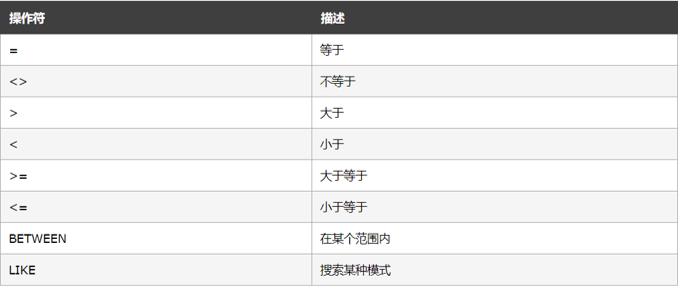 操作符 描述
= 等于
<> 不等于
> 大于
< 小于
>= 大于等于
<= 小于等于
BETWEEN 在某个范围内
LIKE 搜索某种模式